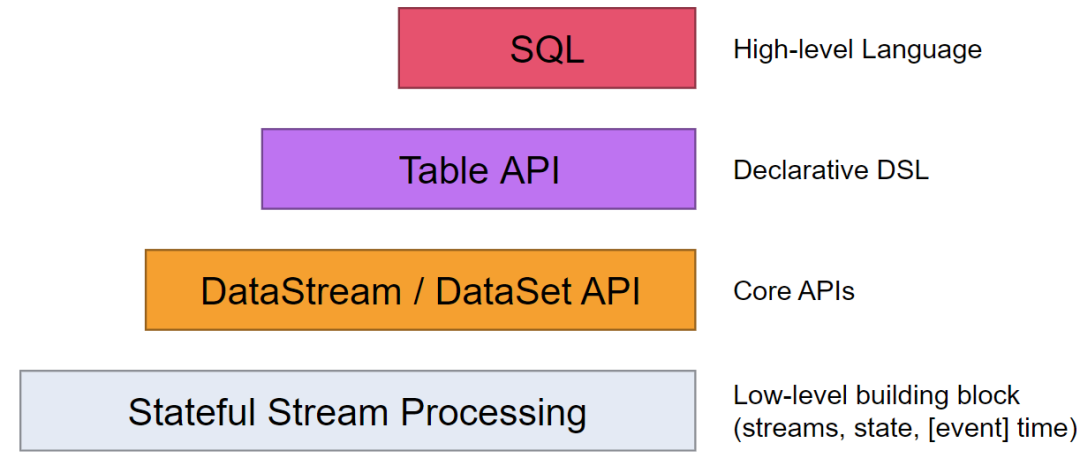 SQL
High-level Language
Table API
Declarative DSL
DataStream / DataSet API
Core APIs
Stateful Stream Processing
Low-level building block
(streams, state, [event] time)